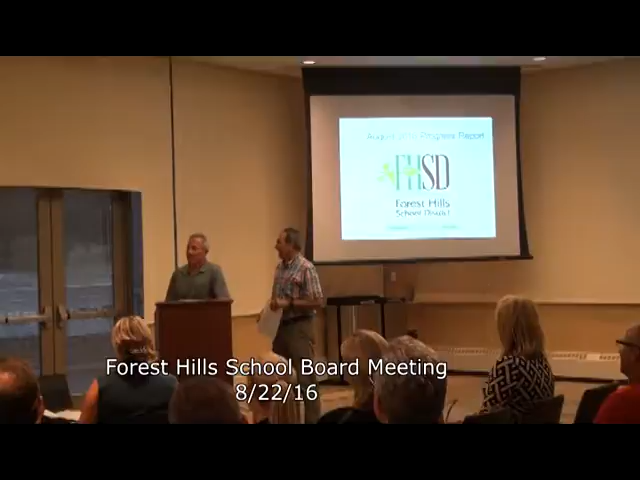 August 2016 Progress Report
FHSD
Forest Hills
School District
Forest Hills School Board Meeting
8/22/16